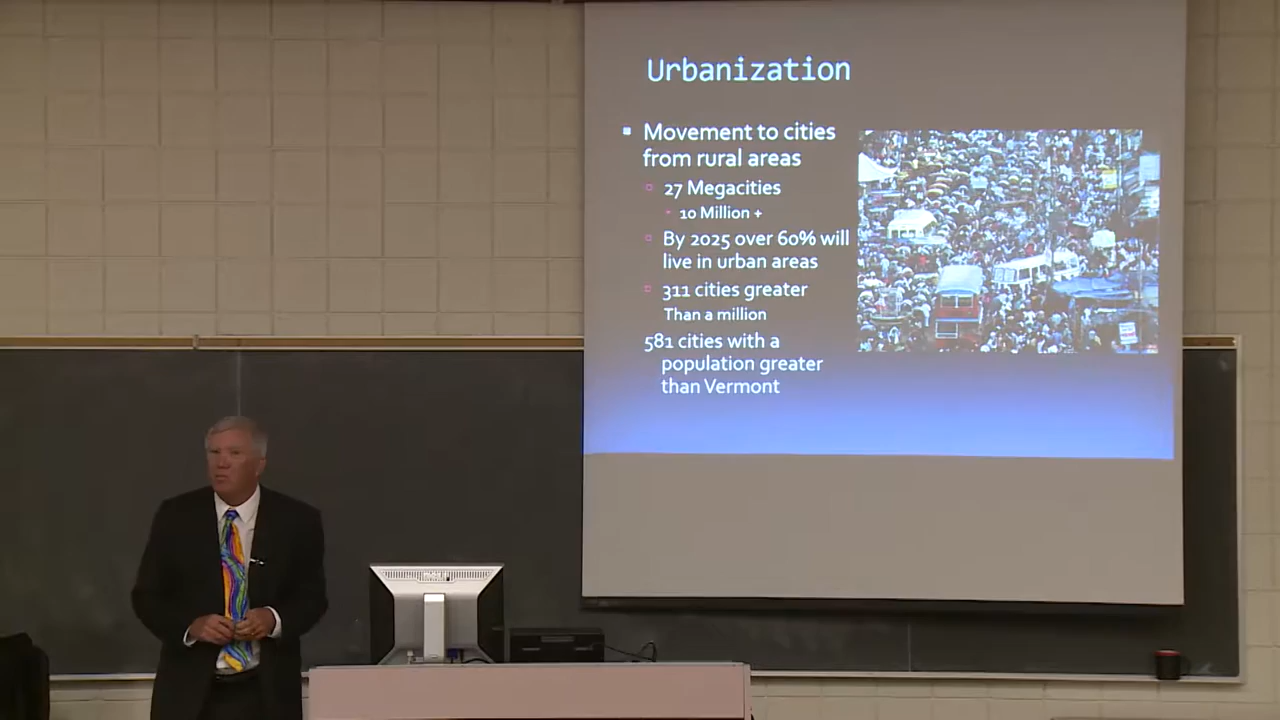 Urbanization
Movement to cities
from rural areas
27 Megacities
10 Million +
By 2025 over 60% will
live in urban areas
311 cities greater
Than a million
581 cities with a
population greater
than Vermont